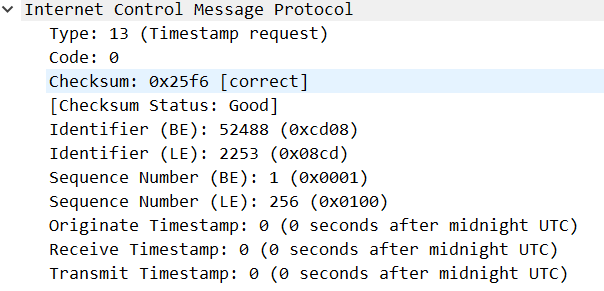 Internet Control Message Protocol
Type: 13 (Timestamp request)
Code: 0
Checksum: 0x25f6 [correct]
[Checksum Status: Good]
Identifier (BE): 52488 (0xcd08)
Identifier (LE): 2253 (0x08cd)
Sequence Number (BE): 1 (0x0001)
Sequence Number (LE): 256 (0x0100)
Originate Timestamp: 0 (0 seconds after midnight UTC)
Receive Timestamp: 0 (0 seconds after midnight UTC)
Transmit Timestamp: 0 (0 seconds after midnight UTC)